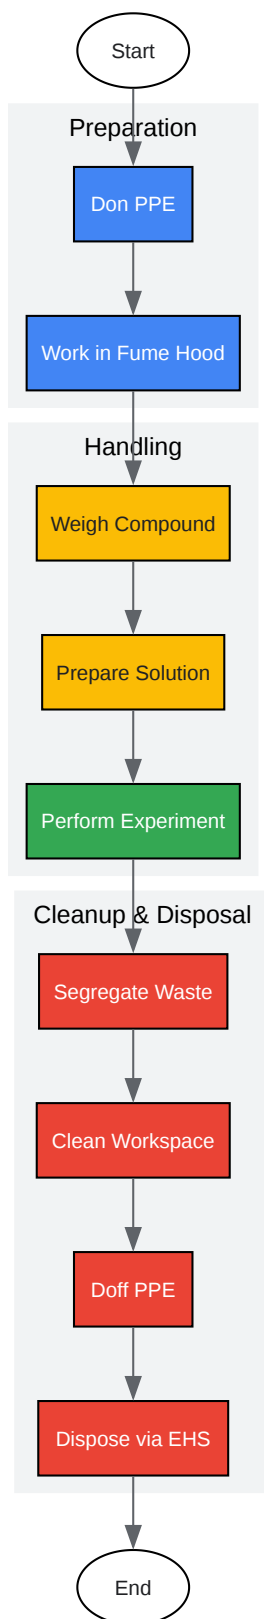 Start
Preparation
Don PPE
Work in Fume Hood
Handling
Weigh Compound
Prepare Solution
Perform Experiment
Cleanup & Disposal
Segregate Waste
Clean Workspace
Doff PPE
Dispose via EHS
End